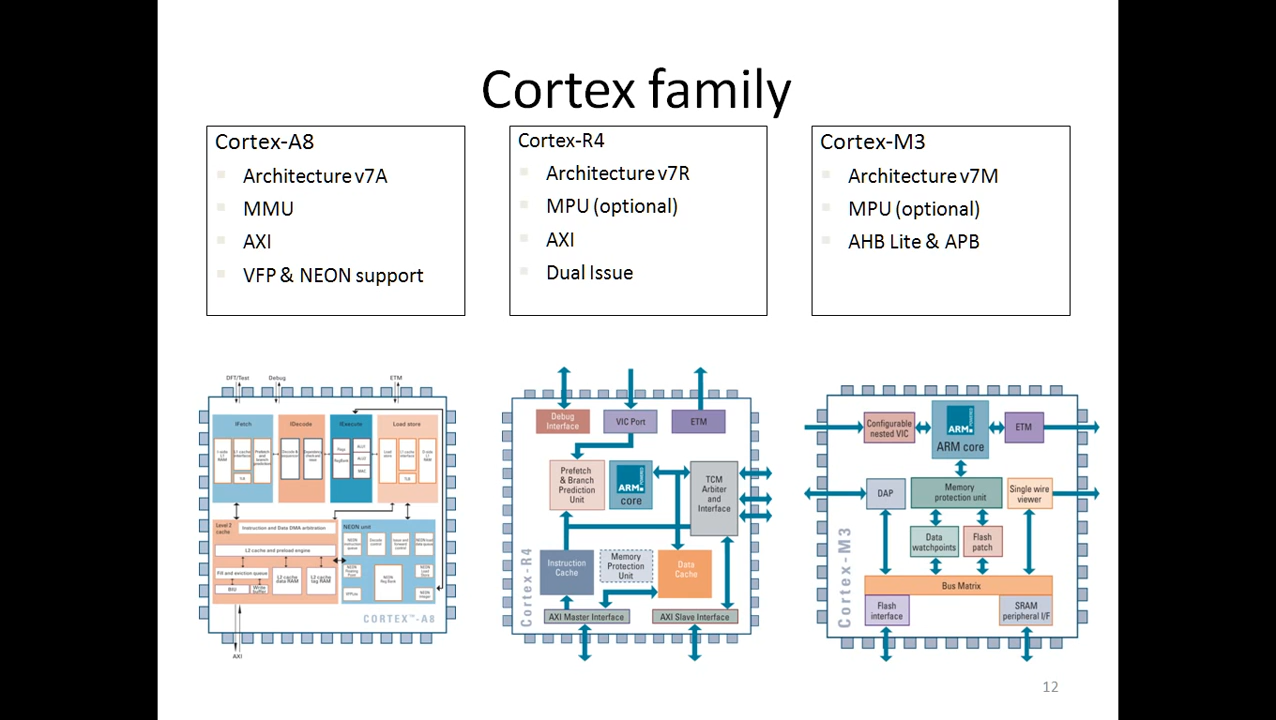 Cortex family
Cortex-A8
Architecture v7A
MMU
AXI
VFP & NEON support
Cortex-R4
Architecture v7R
MPU (optional)
AXI
Dual Issue
Cortex-M3
Architecture v7M
MPU (optional)
AHB Lite & APB
DFT/Test
Debug
ETM
Load store
Level 2
cache
Instruction and Data DMA arbitration
L2 cache and preload engine
Fill and eviction queue
BIU
Write
buffer
L2 cache
data RAM
L2 cache
tag RAM
NEON unit
CORTEX™-A8
AXI
Debug
Interface
VIC Port
ETM
Prefetch
& Branch
Prediction
Unit
ARM
core
TCM
Arbiter
and
Interface
Instruction
Cache
Memory
Protection
Unit
Data
Cache
AXI Master Interface
AXI Slave Interface
Cortex-R4
Configurable
nested VIC
ARM
ARM core
ETM
DAP
Memory
protection unit
Single wire
viewer
Data
watchpoints
Flash
patch
Bus Matrix
Flash
interface
SRAM
peripheral I/F
Cortex-M3
12